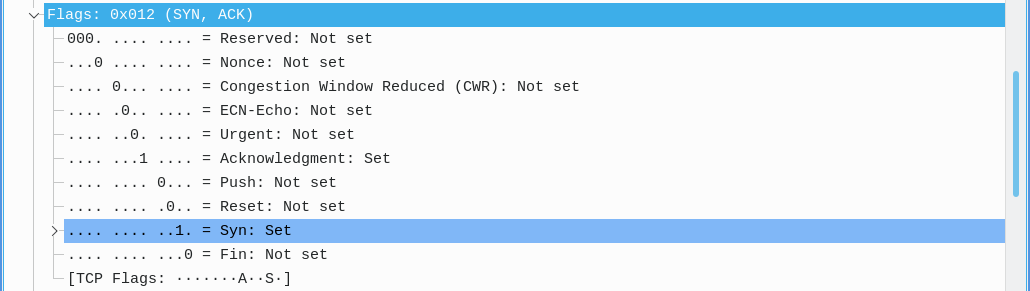 Flags: 0x012 (SYN, ACK)
000. .... .... = Reserved: Not set
...0 .... .... = Nonce: Not set
.... 0... .... = Congestion Window Reduced (CWR): Not set
.... .0.. .... = ECN-Echo: Not set
.... ..0. .... = Urgent: Not set
.... ...1 .... = Acknowledgment: Set
.... .... 0... = Push: Not set
.... .... .0.. = Reset: Not set
.... .... ..1. = Syn: Set
.... .... ...0 = Fin: Not set
[TCP Flags: ·······A··S·]